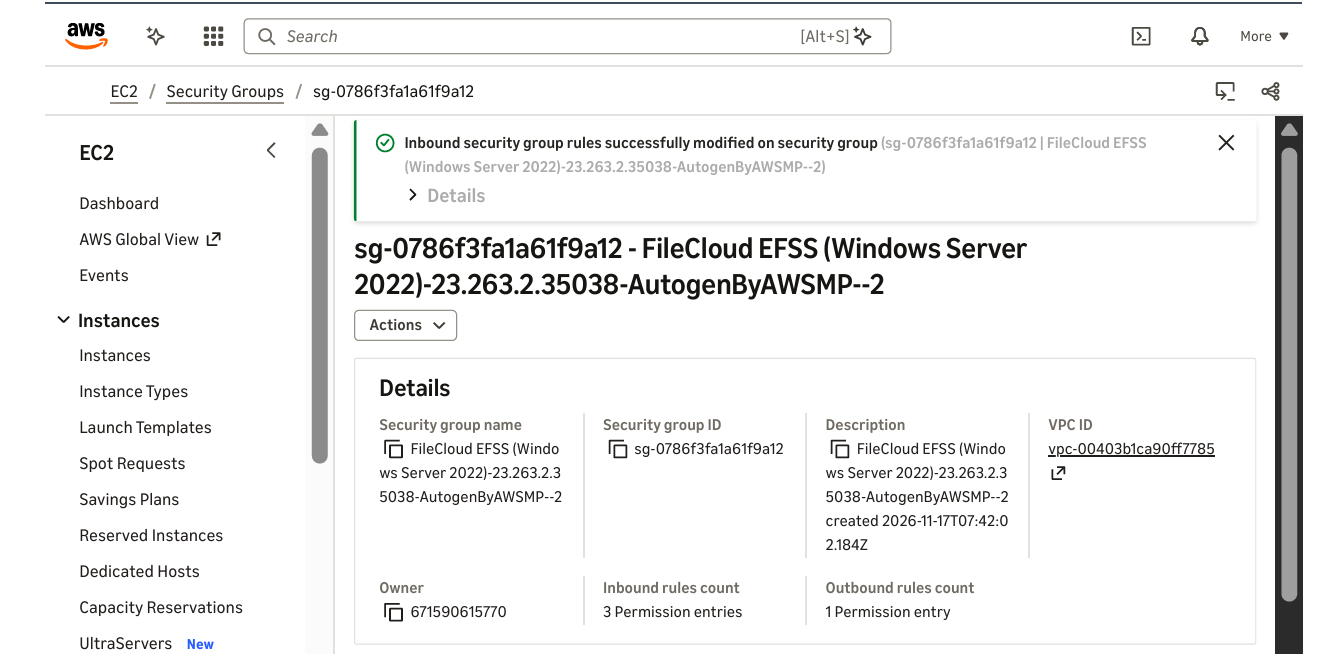 aws
Search
[Alt+S]
More
EC2 / Security Groups / sg-0786f3fa1a61f9a12
EC2
Dashboard
AWS Global View
Events
Instances
Instances
Instance Types
Launch Templates
Spot Requests
Savings Plans
Reserved Instances
Dedicated Hosts
Capacity Reservations
UltraServers New
Inbound security group rules successfully modified on security group (sg-0786f3fa1a61f9a12 | FileCloud EFSS
(Windows Server 2022)-23.263.2.35038-AutogenByAWSMP--2)
Details
sg-0786f3fa1a61f9a12 - FileCloud EFSS (Windows Server
2022)-23.263.2.35038-AutogenByAWSMP--2
Actions
Details
Security group name
FileCloud EFSS (Windo
ws Server 2022)-23.263.2.3
5038-AutogenByAWSMP--2
Security group ID
sg-0786f3fa1a61f9a12
Description
FileCloud EFSS (Windo
ws Server 2022)-23.263.2.3
5038-AutogenByAWSMP--2
created 2026-11-17T07:42:0
2.184Z
VPC ID
vpc-00403b1ca90ff7785
Owner
671590615770
Inbound rules count
3 Permission entries
Outbound rules count
1 Permission entry